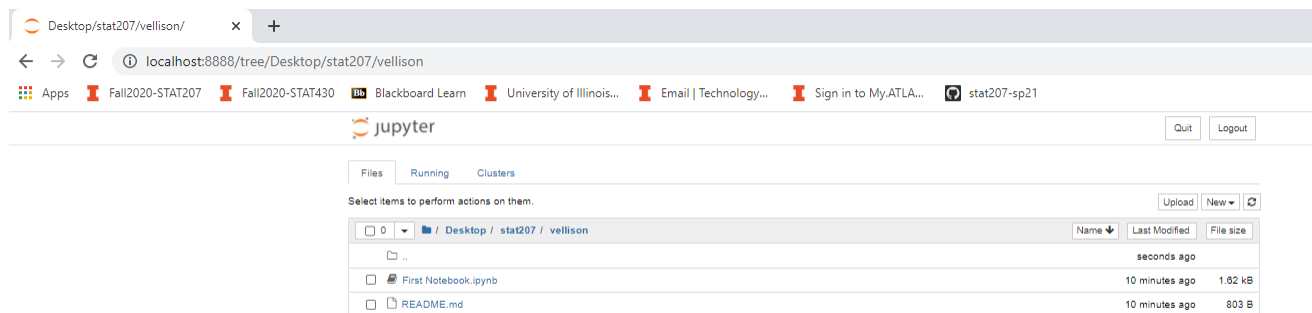 Desktop/stat207/vellison/
localhost:8888/tree/Desktop/stat207/vellison
Apps Fall2020-STAT207 Fall2020-STAT430 Bb Blackboard Learn University of Illinois... Email | Technology... Sign in to My.ATLA... stat207-sp21
jupyter Quit Logout
Files Running Clusters
Select items to perform actions on them. Upload New
0 / Desktop / stat207 / vellison Name Last Modified File size
.. seconds ago
First Notebook.ipynb 10 minutes ago 1.62 kB
README.md 10 minutes ago 803 B